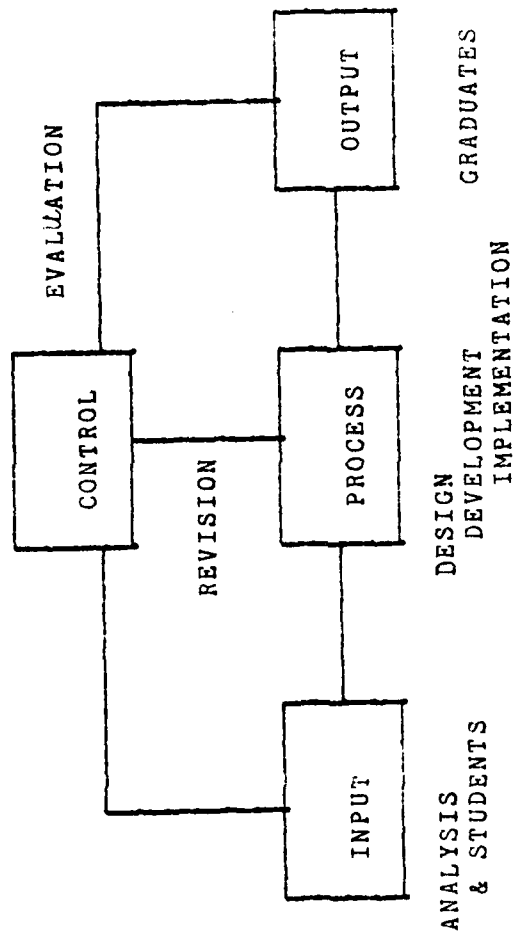 EVALUATION
CONTROL
REVISION
INPUT
PROCESS
OUTPUT
ANALYSIS
& STUDENTS
DESIGN
DEVELOPMENT
IMPLEMENTATION
GRADUATES